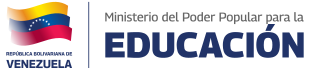 REPÚBLICA BOLIVARIANA DE
VENEZUELA
Ministerio del Poder Popular para la
EDUCACIÓN